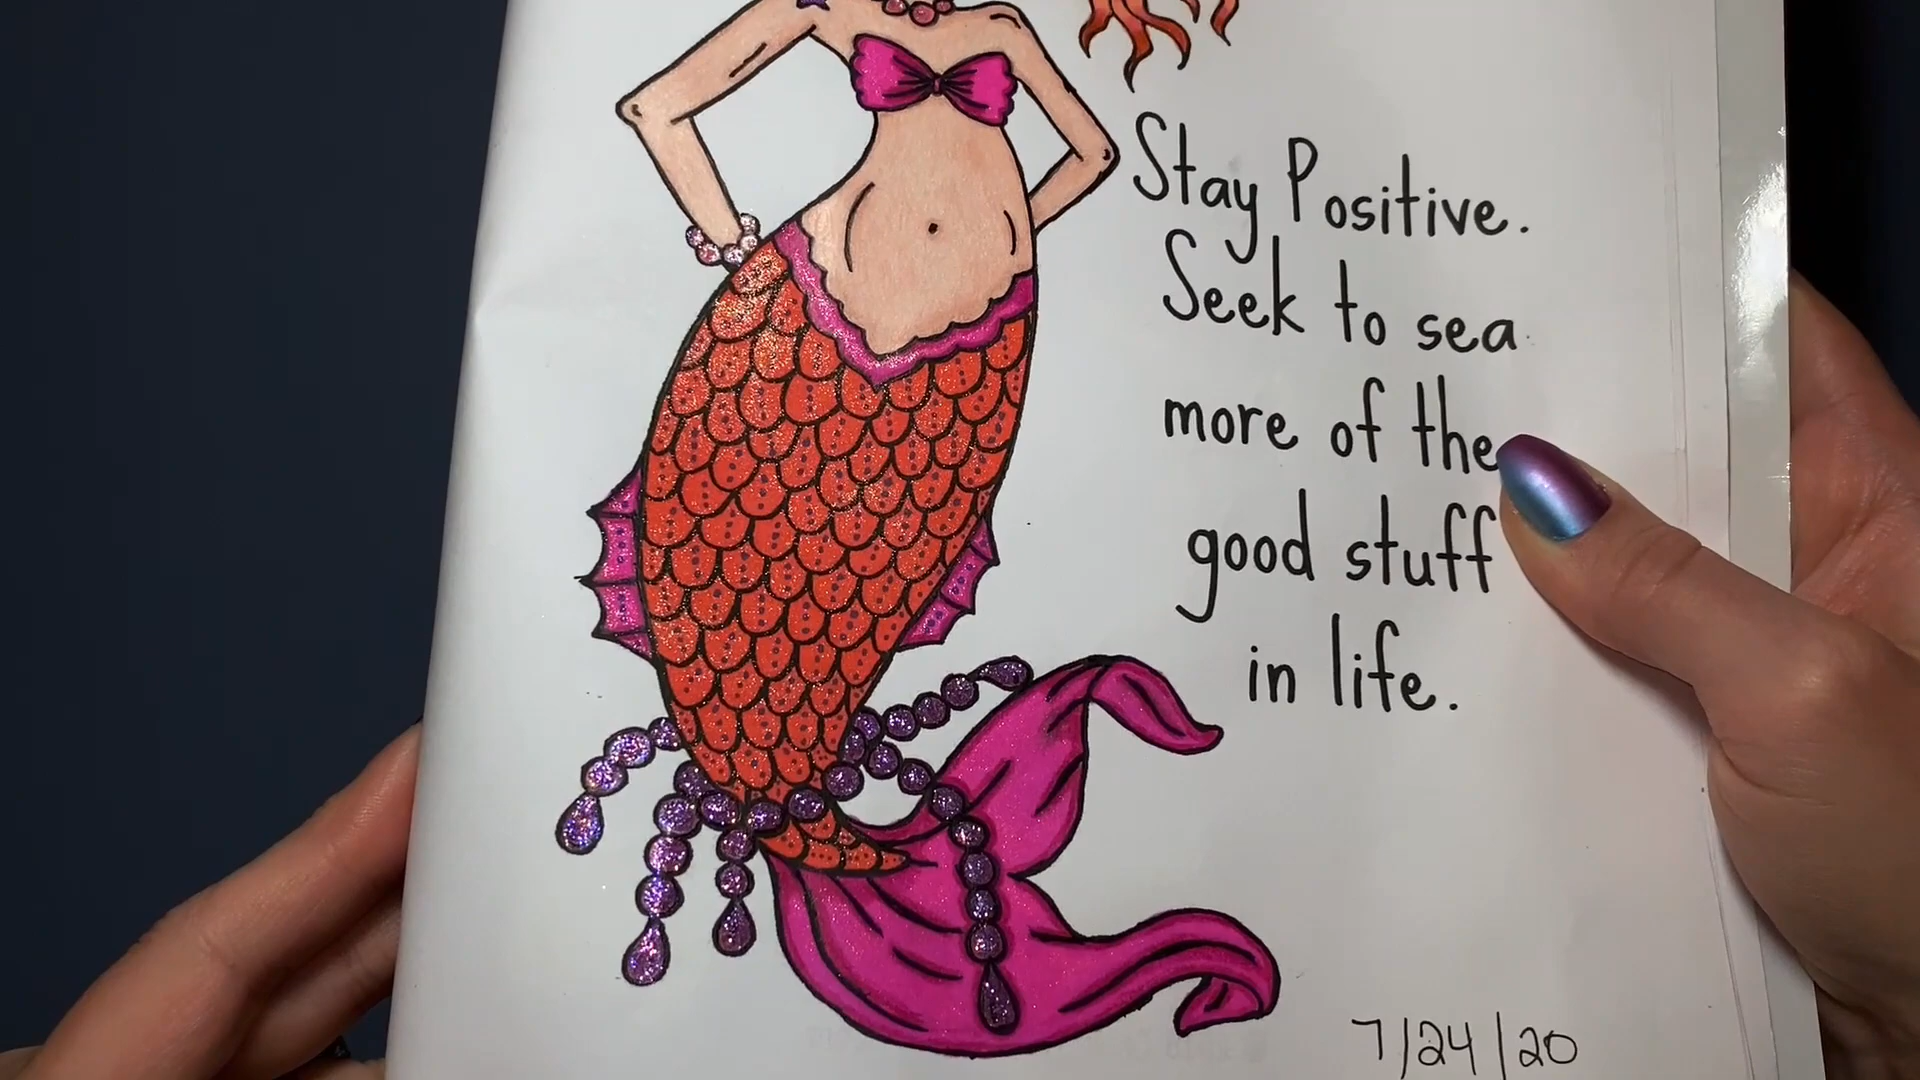 Stay Positive.
Seek to sea
more of the
good stuff
in life.
7/24/20